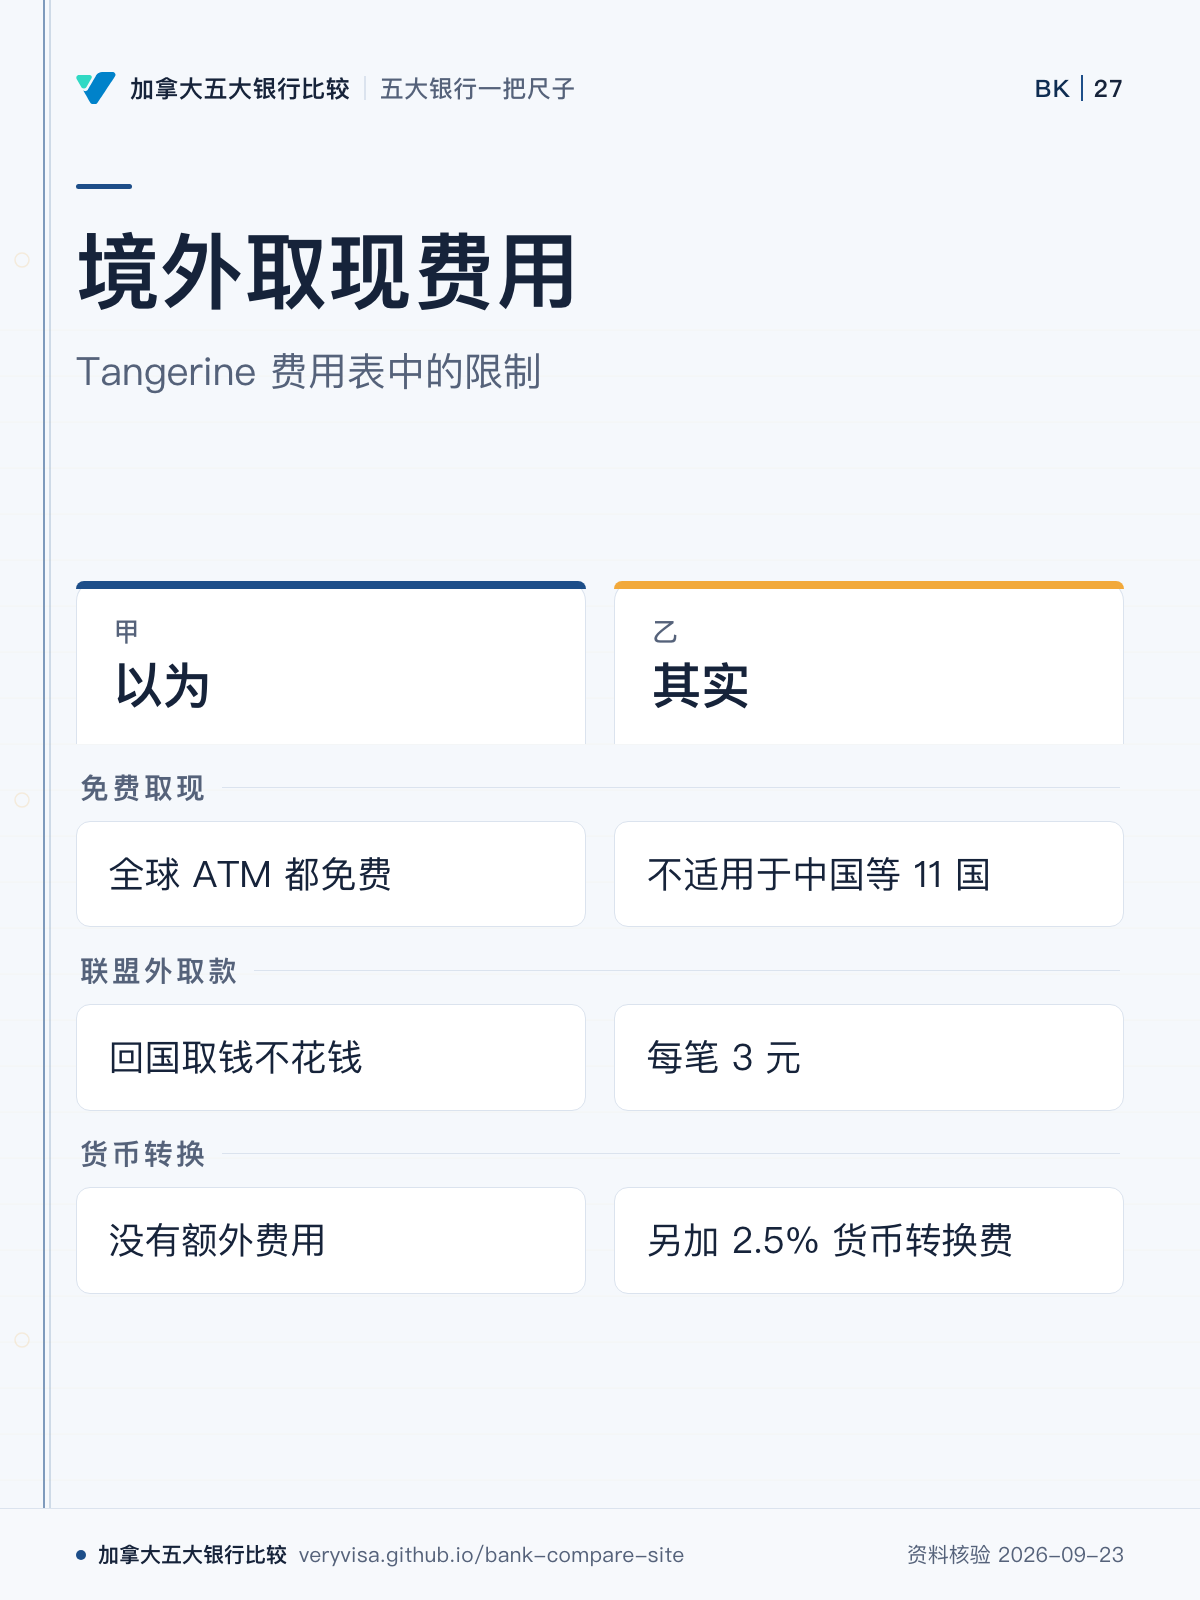 加拿大五大银行比较 五大银行一把尺子 BK 27
境外取现费用
Tangerine 费用表中的限制
甲 乙
以为 其实
免费取现
全球 ATM 都免费 不适用于中国等 11 国
联盟外取款
回国取钱不花钱 每笔 3 元
货币转换
没有额外费用 另加 2.5% 货币转换费
加拿大五大银行比较 veryvisa.github.io/bank-compare-site 资料核验 2026-09-23